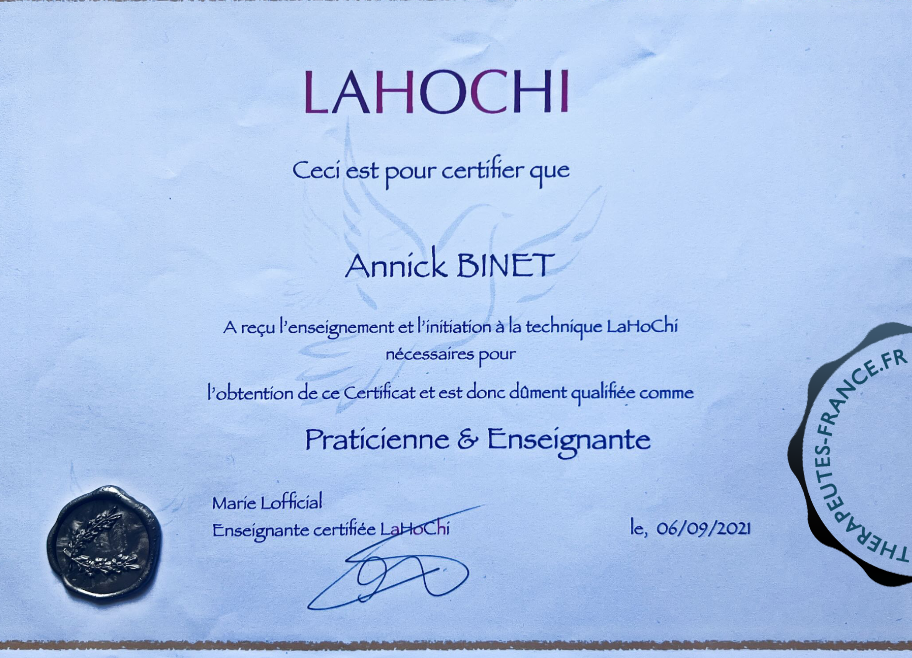 LAHOCHI
Ceci est pour certifier que
Annick BINET
A reçu l'enseignement et l'initiation à la technique LaHoChi
nécessaires pour
l'obtention de ce Certificat et est donc dûment qualifiée comme
Praticienne & Enseignante
Marie Lofficial
Enseignante certifiée LaHoChi
le, 06/09/2021
THERAPEUTES-FRANCE.FR